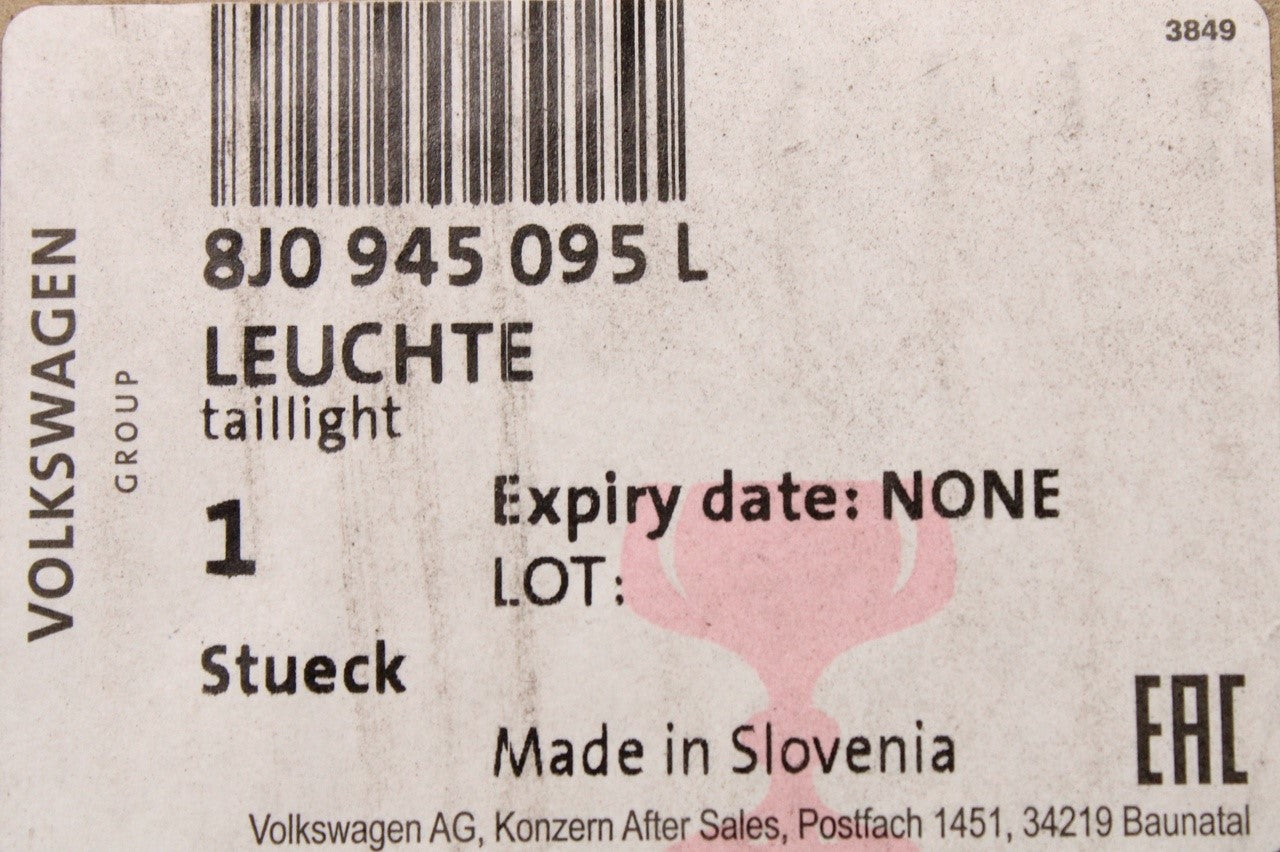 3849
8J0 945 095 L
LEUCHTE
taillight
1
Expiry date: NONE
LOT:
Stueck
Made in Slovenia
EAC
Volkswagen AG, Konzern After Sales, Postfach 1451, 34219 Baunatal
VOLKSWAGEN
GROUP